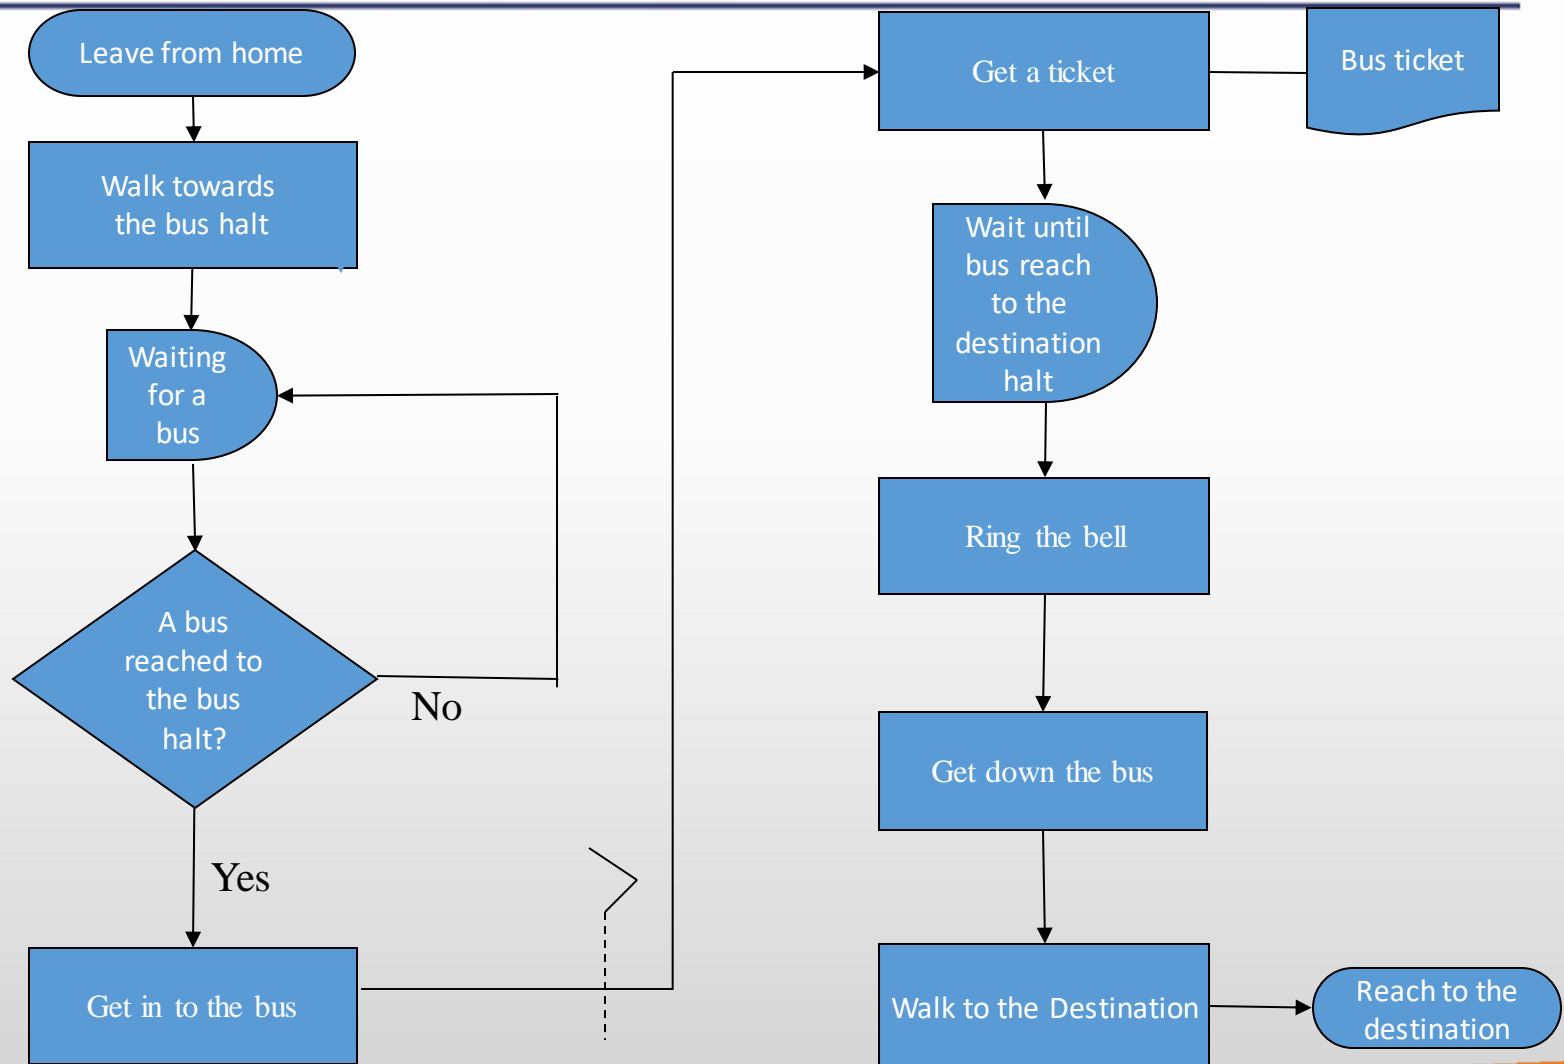 Leave from home
Walk towards
the bus halt
Waiting
for a
bus
A bus
reached to
the bus
halt?
No
Yes
Get in to the bus
Get a ticket
Bus ticket
Wait until
bus reach
to the
destination
halt
Ring the bell
Get down the bus
Walk to the Destination
Reach to the
destination